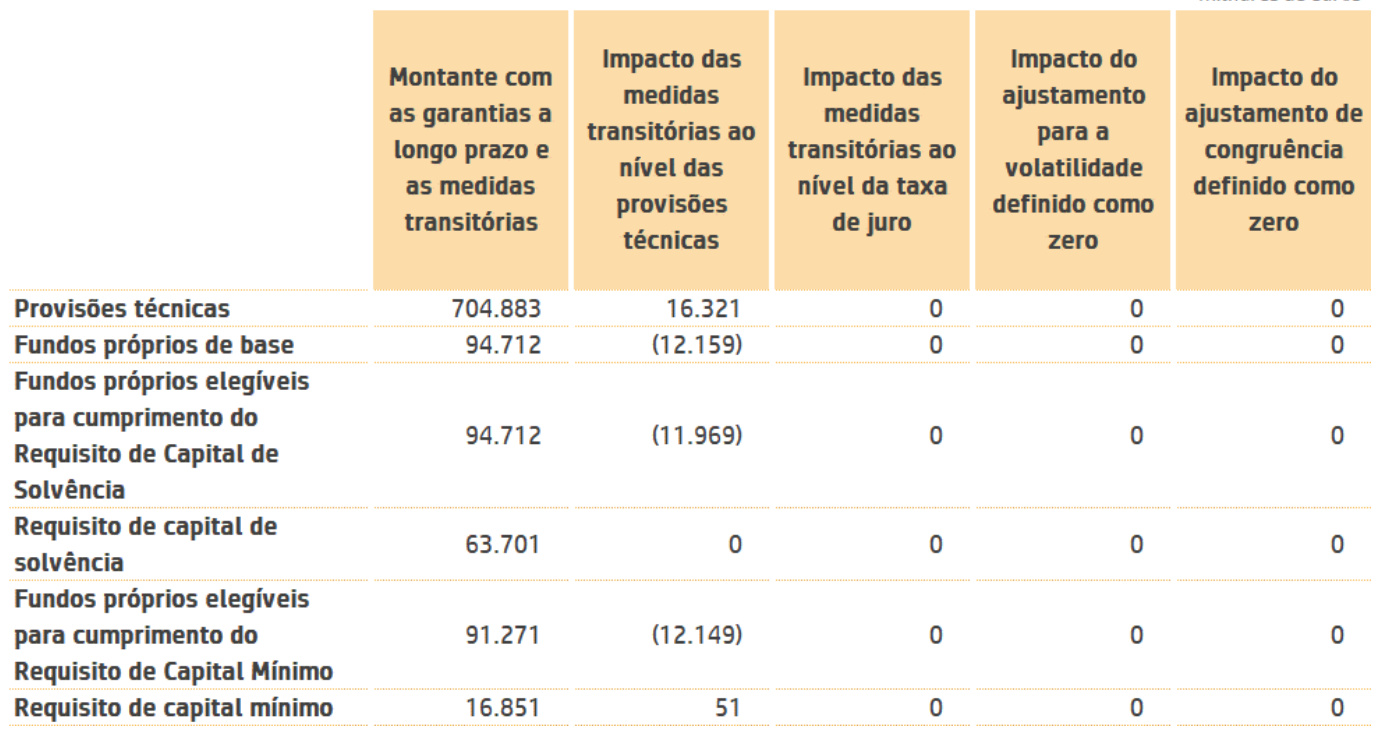 Montante com
as garantias a
longo prazo e
as medidas
transitórias
Impacto das
medidas
transitórias ao
nível das
provisões
técnicas
Impacto das
medidas
transitórias ao
nível da taxa
de juro
Impacto do
ajustamento
para a
volatilidade
definido como
zero
Impacto do
ajustamento de
congruência
definido como
zero
Provisões técnicas 704.883 16.321 0 0 0
Fundos próprios de base 94.712 (12.159) 0 0 0
Fundos próprios elegíveis
para cumprimento do
Requisito de Capital de
Solvência
94.712 (11.969) 0 0 0
Requisito de capital de
solvência
63.701 0 0 0 0
Fundos próprios elegíveis
para cumprimento do
Requisito de Capital Mínimo
91.271 (12.149) 0 0 0
Requisito de capital mínimo 16.851 51 0 0 0